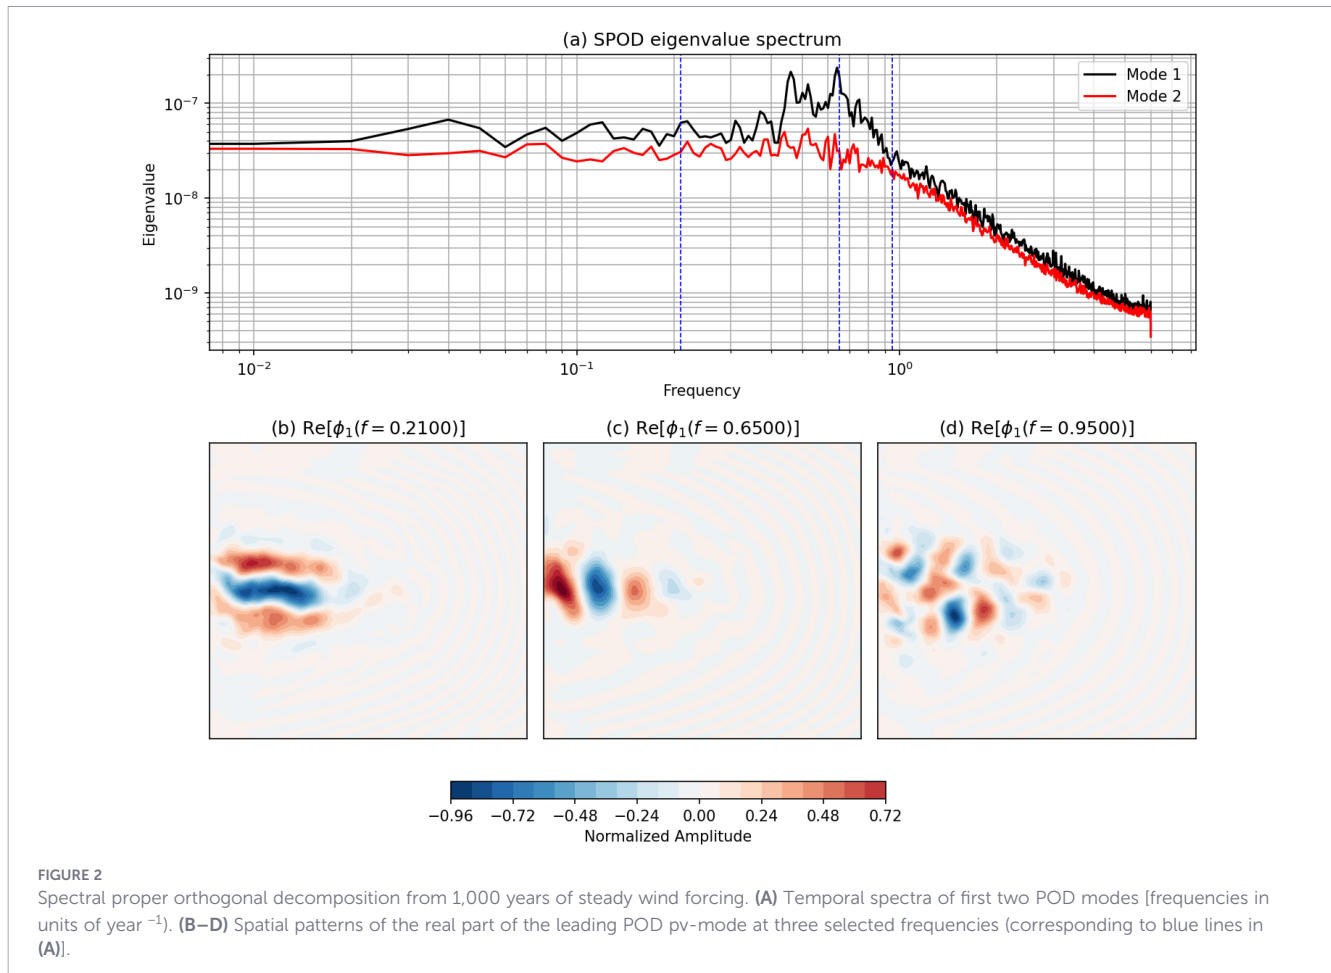 (a) SPOD eigenvalue spectrum
Mode 1
Mode 2
10⁻⁷
10⁻⁸
10⁻⁹
Eigenvalue
10⁻² 10⁻¹ 10⁰
Frequency
(b) Re[ϕ₁(f = 0.2100)] (c) Re[ϕ₁(f = 0.6500)] (d) Re[ϕ₁(f = 0.9500)]
−0.96 −0.72 −0.48 −0.24 0.00 0.24 0.48 0.72
Normalized Amplitude
FIGURE 2
Spectral proper orthogonal decomposition from 1,000 years of steady wind forcing. (A) Temporal spectra of first two POD modes [frequencies in
units of year ⁻¹). (B–D) Spatial patterns of the real part of the leading POD pv-mode at three selected frequencies (corresponding to blue lines in
(A)].